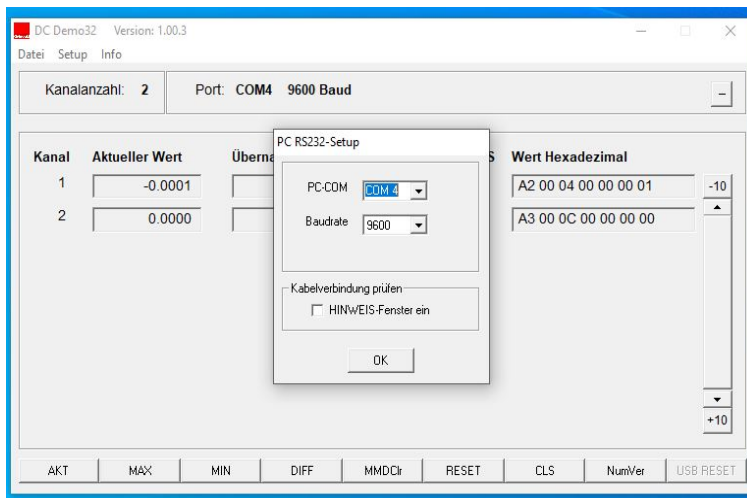 DC Demo32 Version: 1.00.3
Datei Setup Info
Kanalanzahl: 2 Port: COM4 9600 Baud
PC RS232-Setup
Kanal Aktueller Wert Überna S Wert Hexadezimal
1 -0.0001 A2 00 04 00 00 00 01 -10
2 0.0000 A3 00 0C 00 00 00 00
PC-COM COM 4
Baudrate 9600
Kabelverbindung prüfen
HINWEIS-Fenster ein
OK
+10
AKT MAX MIN DIFF MMDClr RESET CLS NumVer USB RESET